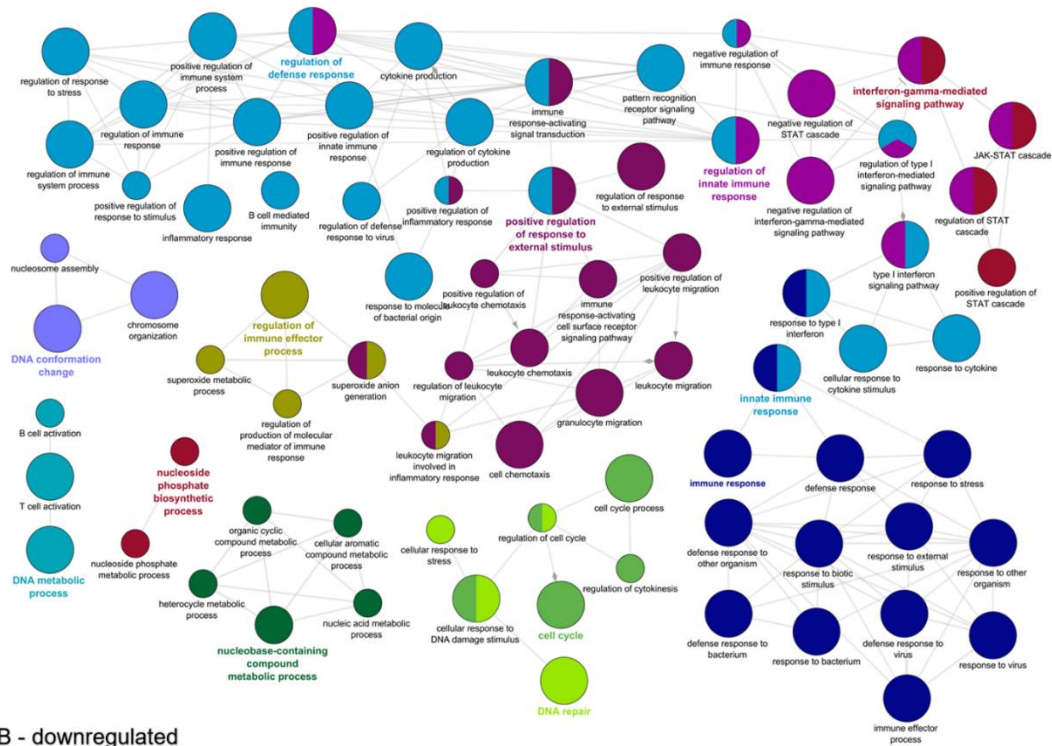 regulation of response
to stress
positive regulation of
immune system
process
regulation of
defense response
cytokine production
immune
response-activating
signal transduction
pattern recognition
receptor signaling
pathway
negative regulation of
immune response
interferon-gamma-mediated
signaling pathway
negative regulation of
STAT cascade
JAK-STAT cascade
regulation of immune
response
positive regulation of
immune response
positive regulation of
innate immune
response
regulation of cytokine
production
regulation of
innate immune
response
regulation of type I
interferon-mediated
signaling pathway
regulation of immune
system process
positive regulation of
response to stimulus
inflammatory response
B cell mediated
immunity
regulation of defense
response to virus
positive regulation of
inflammatory response
positive regulation
of response to
external stimulus
regulation of response
to external stimulus
negative regulation of
interferon-gamma-mediated
signaling pathway
regulation of STAT
cascade
type I interferon
signaling pathway
positive regulation of
STAT cascade
nucleosome assembly
chromosome
organization
DNA conformation
change
regulation of
immune effector
process
response to molecule
of bacterial origin
positive regulation of
leukocyte chemotaxis
immune
response-activating
cell surface receptor
signaling pathway
positive regulation of
leukocyte migration
response to type I
interferon
cellular response to
cytokine stimulus
response to cytokine
superoxide metabolic
process
superoxide anion
generation
regulation of leukocyte
migration
leukocyte chemotaxis
leukocyte migration
granulocyte migration
innate immune
response
regulation of
production of molecular
mediator of immune
response
leukocyte migration
involved in
inflammatory response
cell chemotaxis
B cell activation
T cell activation
DNA metabolic
process
nucleoside
phosphate
biosynthetic
process
nucleoside phosphate
metabolic process
organic cyclic
compound metabolic
process
cellular aromatic
compound metabolic
process
heterocycle metabolic
process
nucleic acid metabolic
process
nucleobase-containing
compound
metabolic process
cellular response to
stress
cellular response to
DNA damage stimulus
DNA repair
regulation of cell cycle
cell cycle process
regulation of cytokinesis
cell cycle
immune response
defense response
response to stress
defense response to
other organism
response to biotic
stimulus
response to external
stimulus
response to other
organism
defense response to
bacterium
response to bacterium
defense response to
virus
response to virus
immune effector
process
B - downregulated